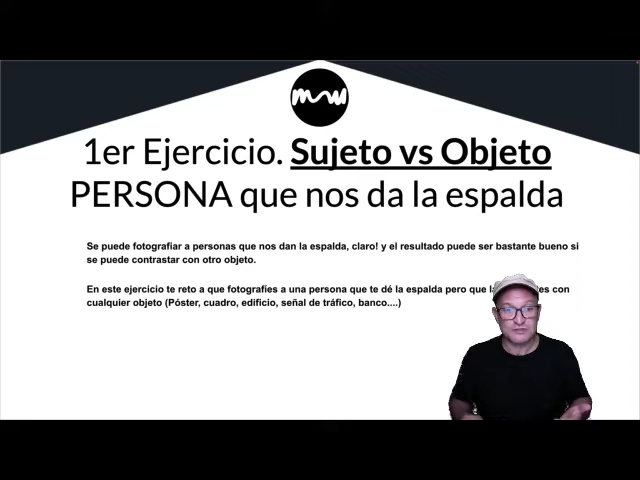 1er Ejercicio. Sujeto vs Objeto
PERSONA que nos da la espalda
Se puede fotografiar a personas que nos dan la espalda, claro! y el resultado puede ser bastante bueno si
se puede contrastar con otro objeto.
En este ejercicio te reto a que fotografíes a una persona que te dé la espalda pero que con
cualquier objeto (Póster, cuadro, edificio, señal de tráfico, banco....)